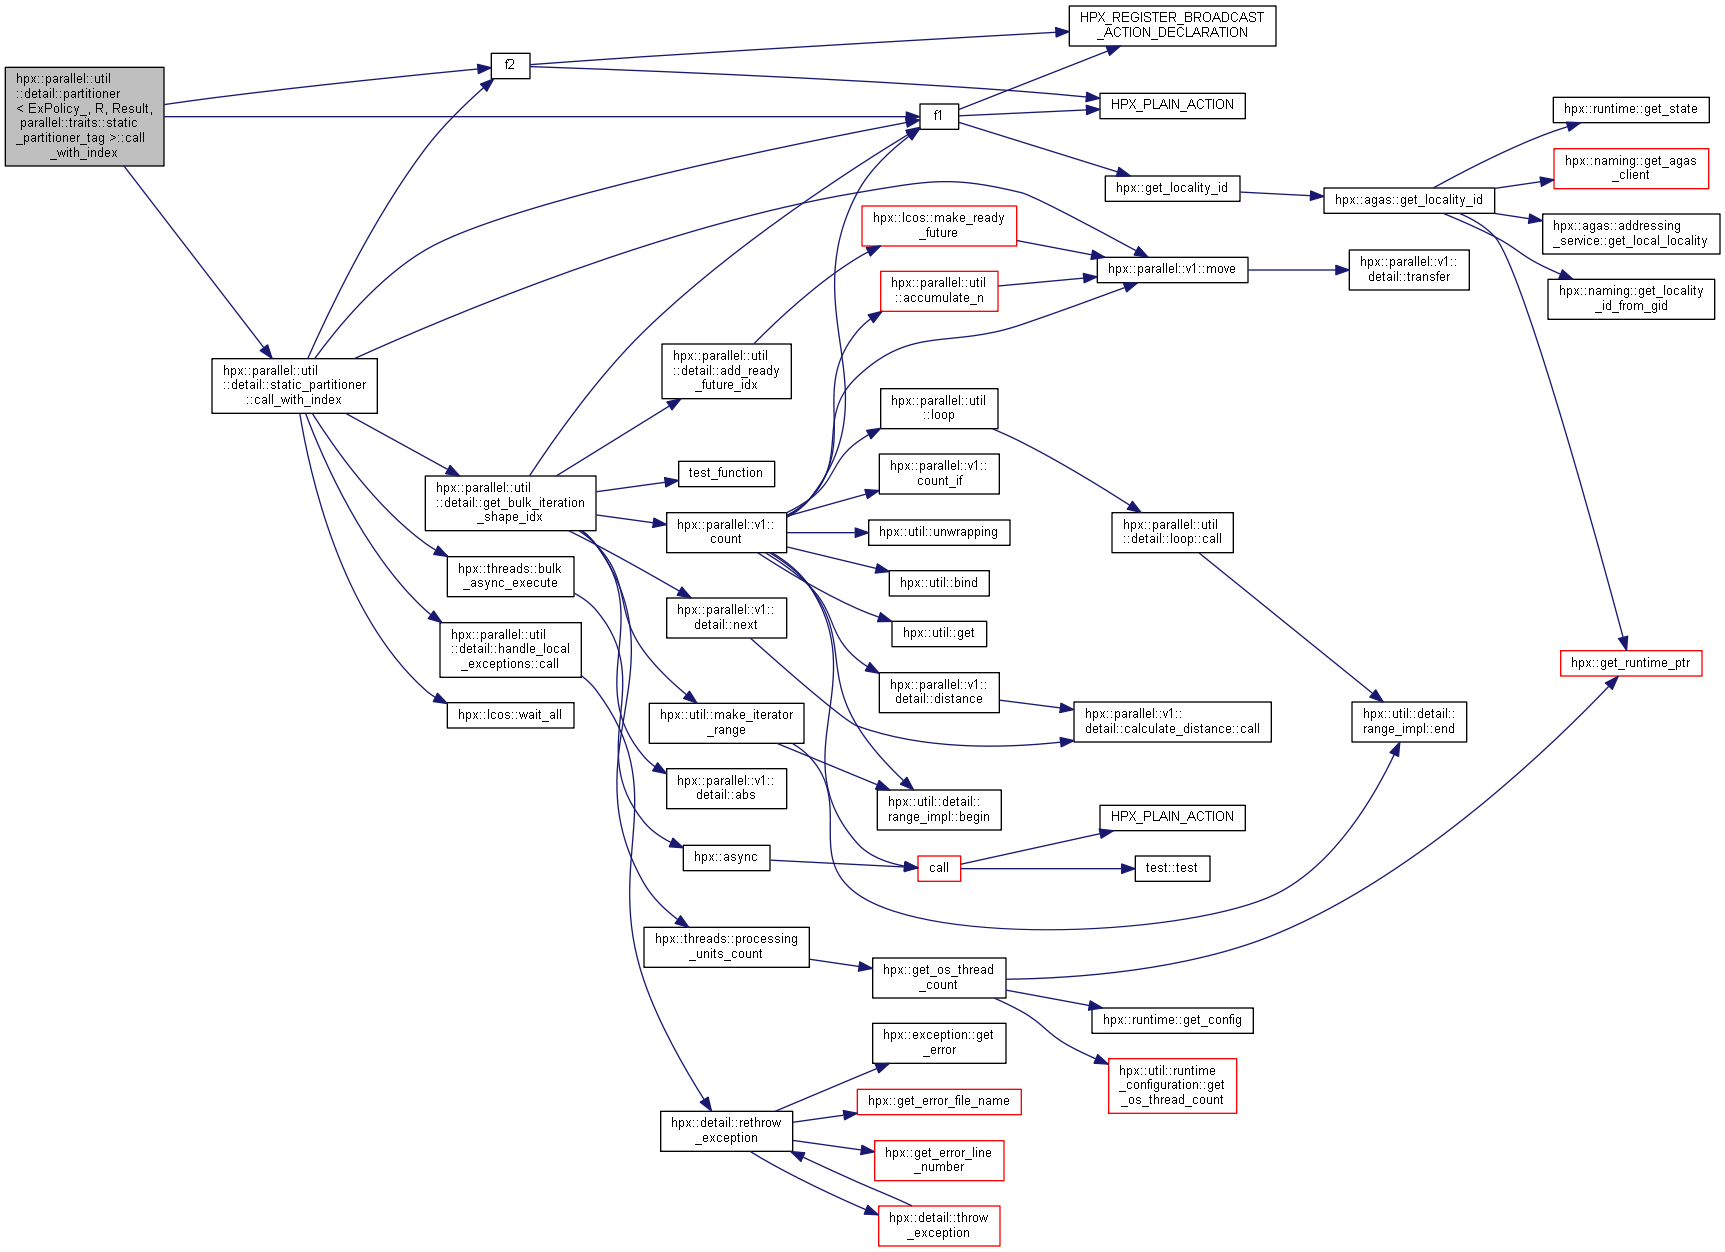 hpx::parallel::util
::detail::partitioner
< ExPolicy_, R, Result,
parallel::traits::static
_partitioner_tag >::call
_with_index
f2
HPX_REGISTER_BROADCAST
_ACTION_DECLARATION
HPX_PLAIN_ACTION
f1
hpx::get_locality_id
hpx::agas::get_locality_id
hpx::runtime::get_state
hpx::naming::get_agas
_client
hpx::agas::addressing
_service::get_local_locality
hpx::naming::get_locality
_id_from_gid
hpx::lcos::make_ready
_future
hpx::parallel::util
::accumulate_n
hpx::parallel::v1::move
hpx::parallel::v1::
detail::transfer
hpx::parallel::util
::detail::static_partitioner
::call_with_index
hpx::parallel::util
::detail::add_ready
_future_idx
hpx::parallel::util
::loop
hpx::parallel::util
::detail::get_bulk_iteration
_shape_idx
test_function
hpx::parallel::v1::
count_if
hpx::parallel::v1::
count
hpx::util::unwrapping
hpx::parallel::util
::detail::loop::call
hpx::threads::bulk
_async_execute
hpx::util::bind
hpx::parallel::v1::
detail::next
hpx::util::get
hpx::parallel::util
::detail::handle_local
_exceptions::call
hpx::get_runtime_ptr
hpx::parallel::v1::
detail::distance
hpx::lcos::wait_all
hpx::util::make_iterator
_range
hpx::parallel::v1::
detail::calculate_distance::call
hpx::util::detail::
range_impl::end
hpx::parallel::v1::
detail::abs
hpx::util::detail::
range_impl::begin
HPX_PLAIN_ACTION
hpx::async
call
test::test
hpx::threads::processing
_units_count
hpx::get_os_thread
_count
hpx::runtime::get_config
hpx::exception::get
_error
hpx::util::runtime
_configuration::get
_os_thread_count
hpx::get_error_file_name
hpx::detail::rethrow
_exception
hpx::get_error_line
_number
hpx::detail::throw
_exception